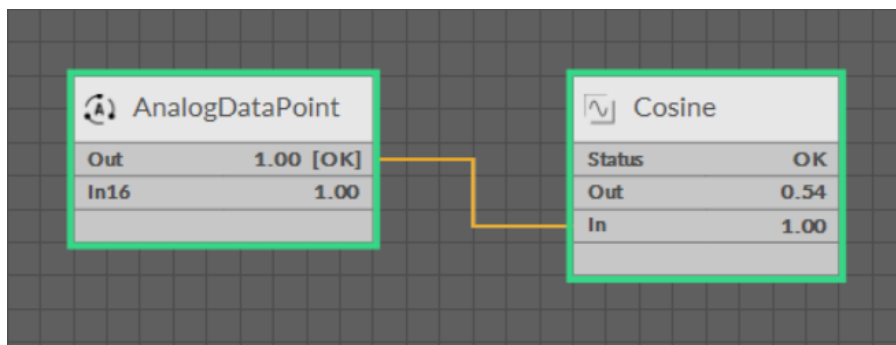 AnalogDataPoint
Out 1.00 [OK]
In16 1.00
Cosine
Status OK
Out 0.54
In 1.00